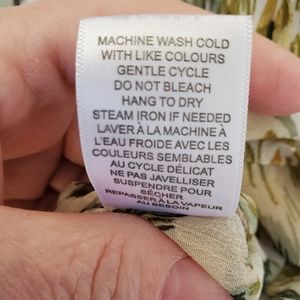 MACHINE WASH COLD
WITH LIKE COLOURS
GENTLE CYCLE
DO NOT BLEACH
HANG TO DRY
STEAM IRON IF NEEDED
LAVER À LA MACHINE À
L'EAU FROIDE AVEC LES
COULEURS SEMBLABLES
AU CYCLE DÉLICAT
NE PAS JAVELLISER
SUSPENDRE POUR
SÉCHER
REPASSER À LA VAPEUR
AU BESOIN